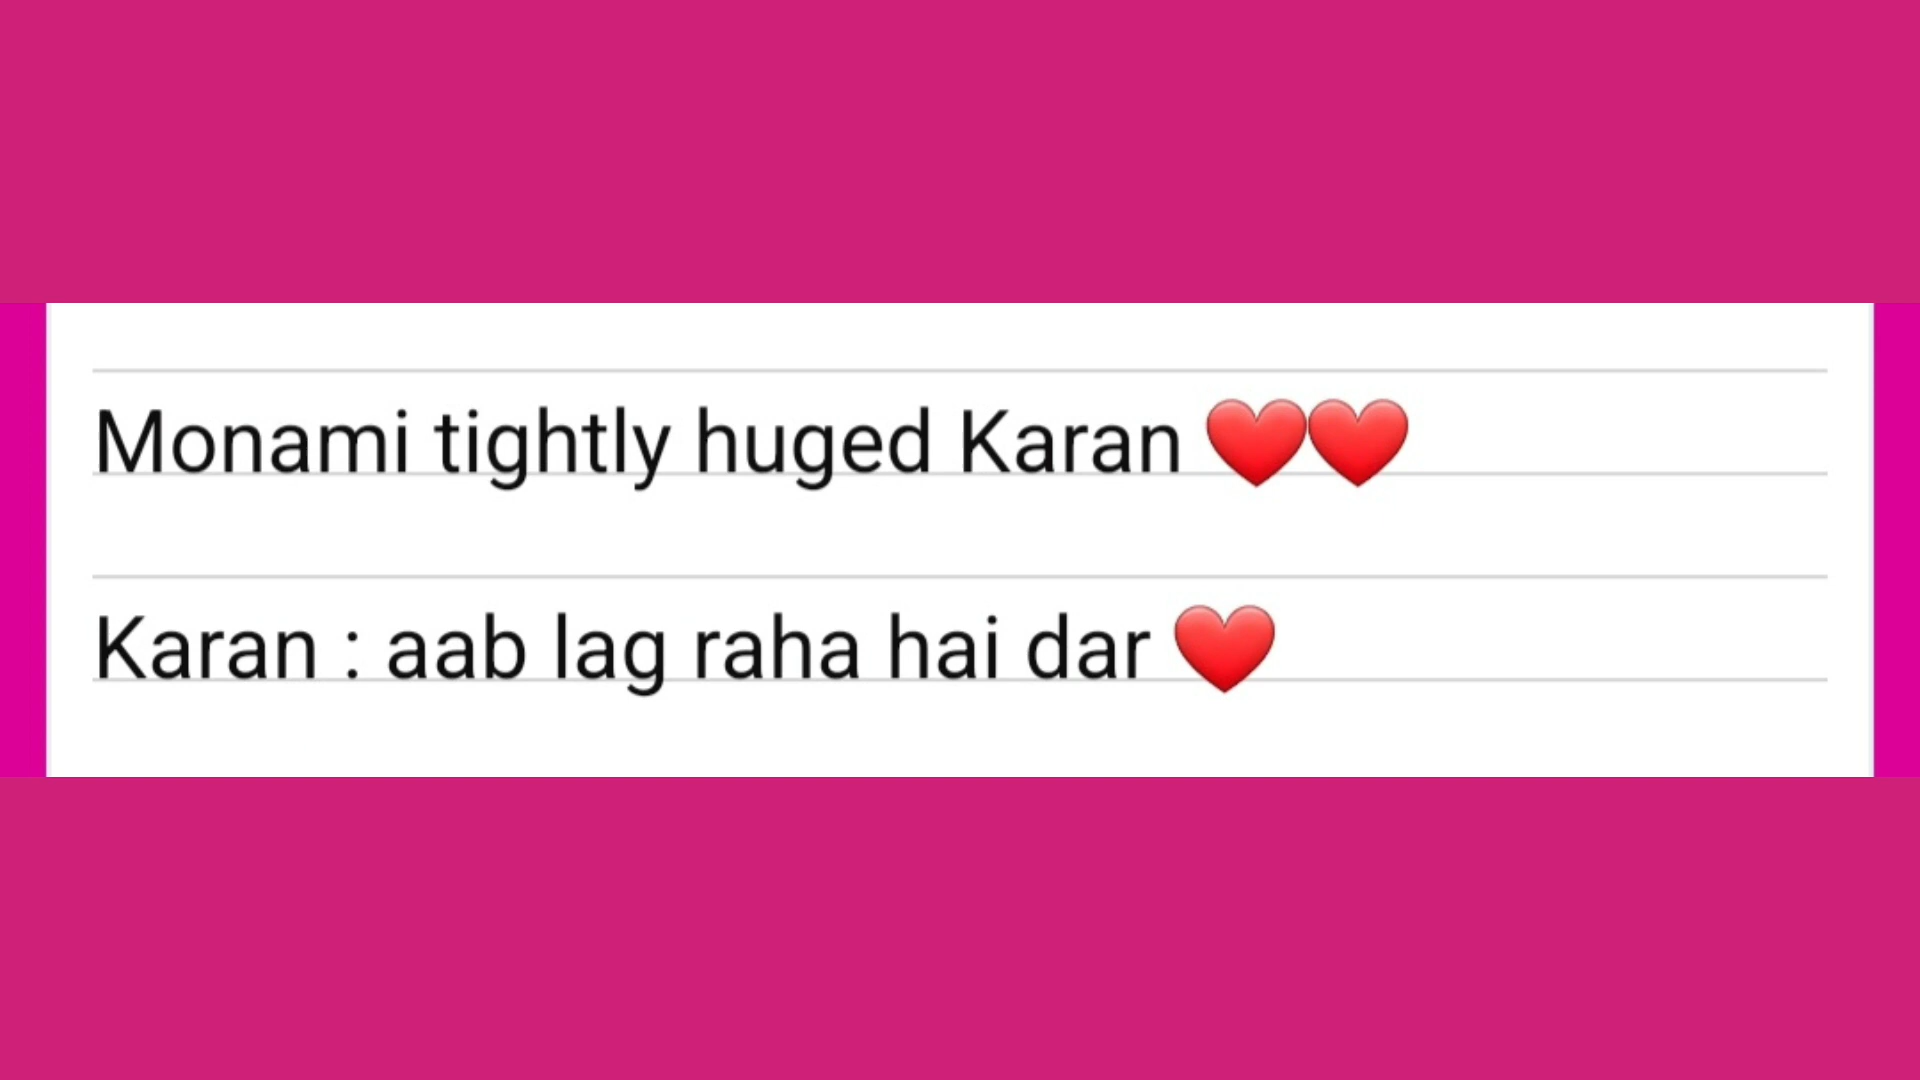 Monami tightly huged Karan ❤️❤️
Karan : aab lag raha hai dar ❤️